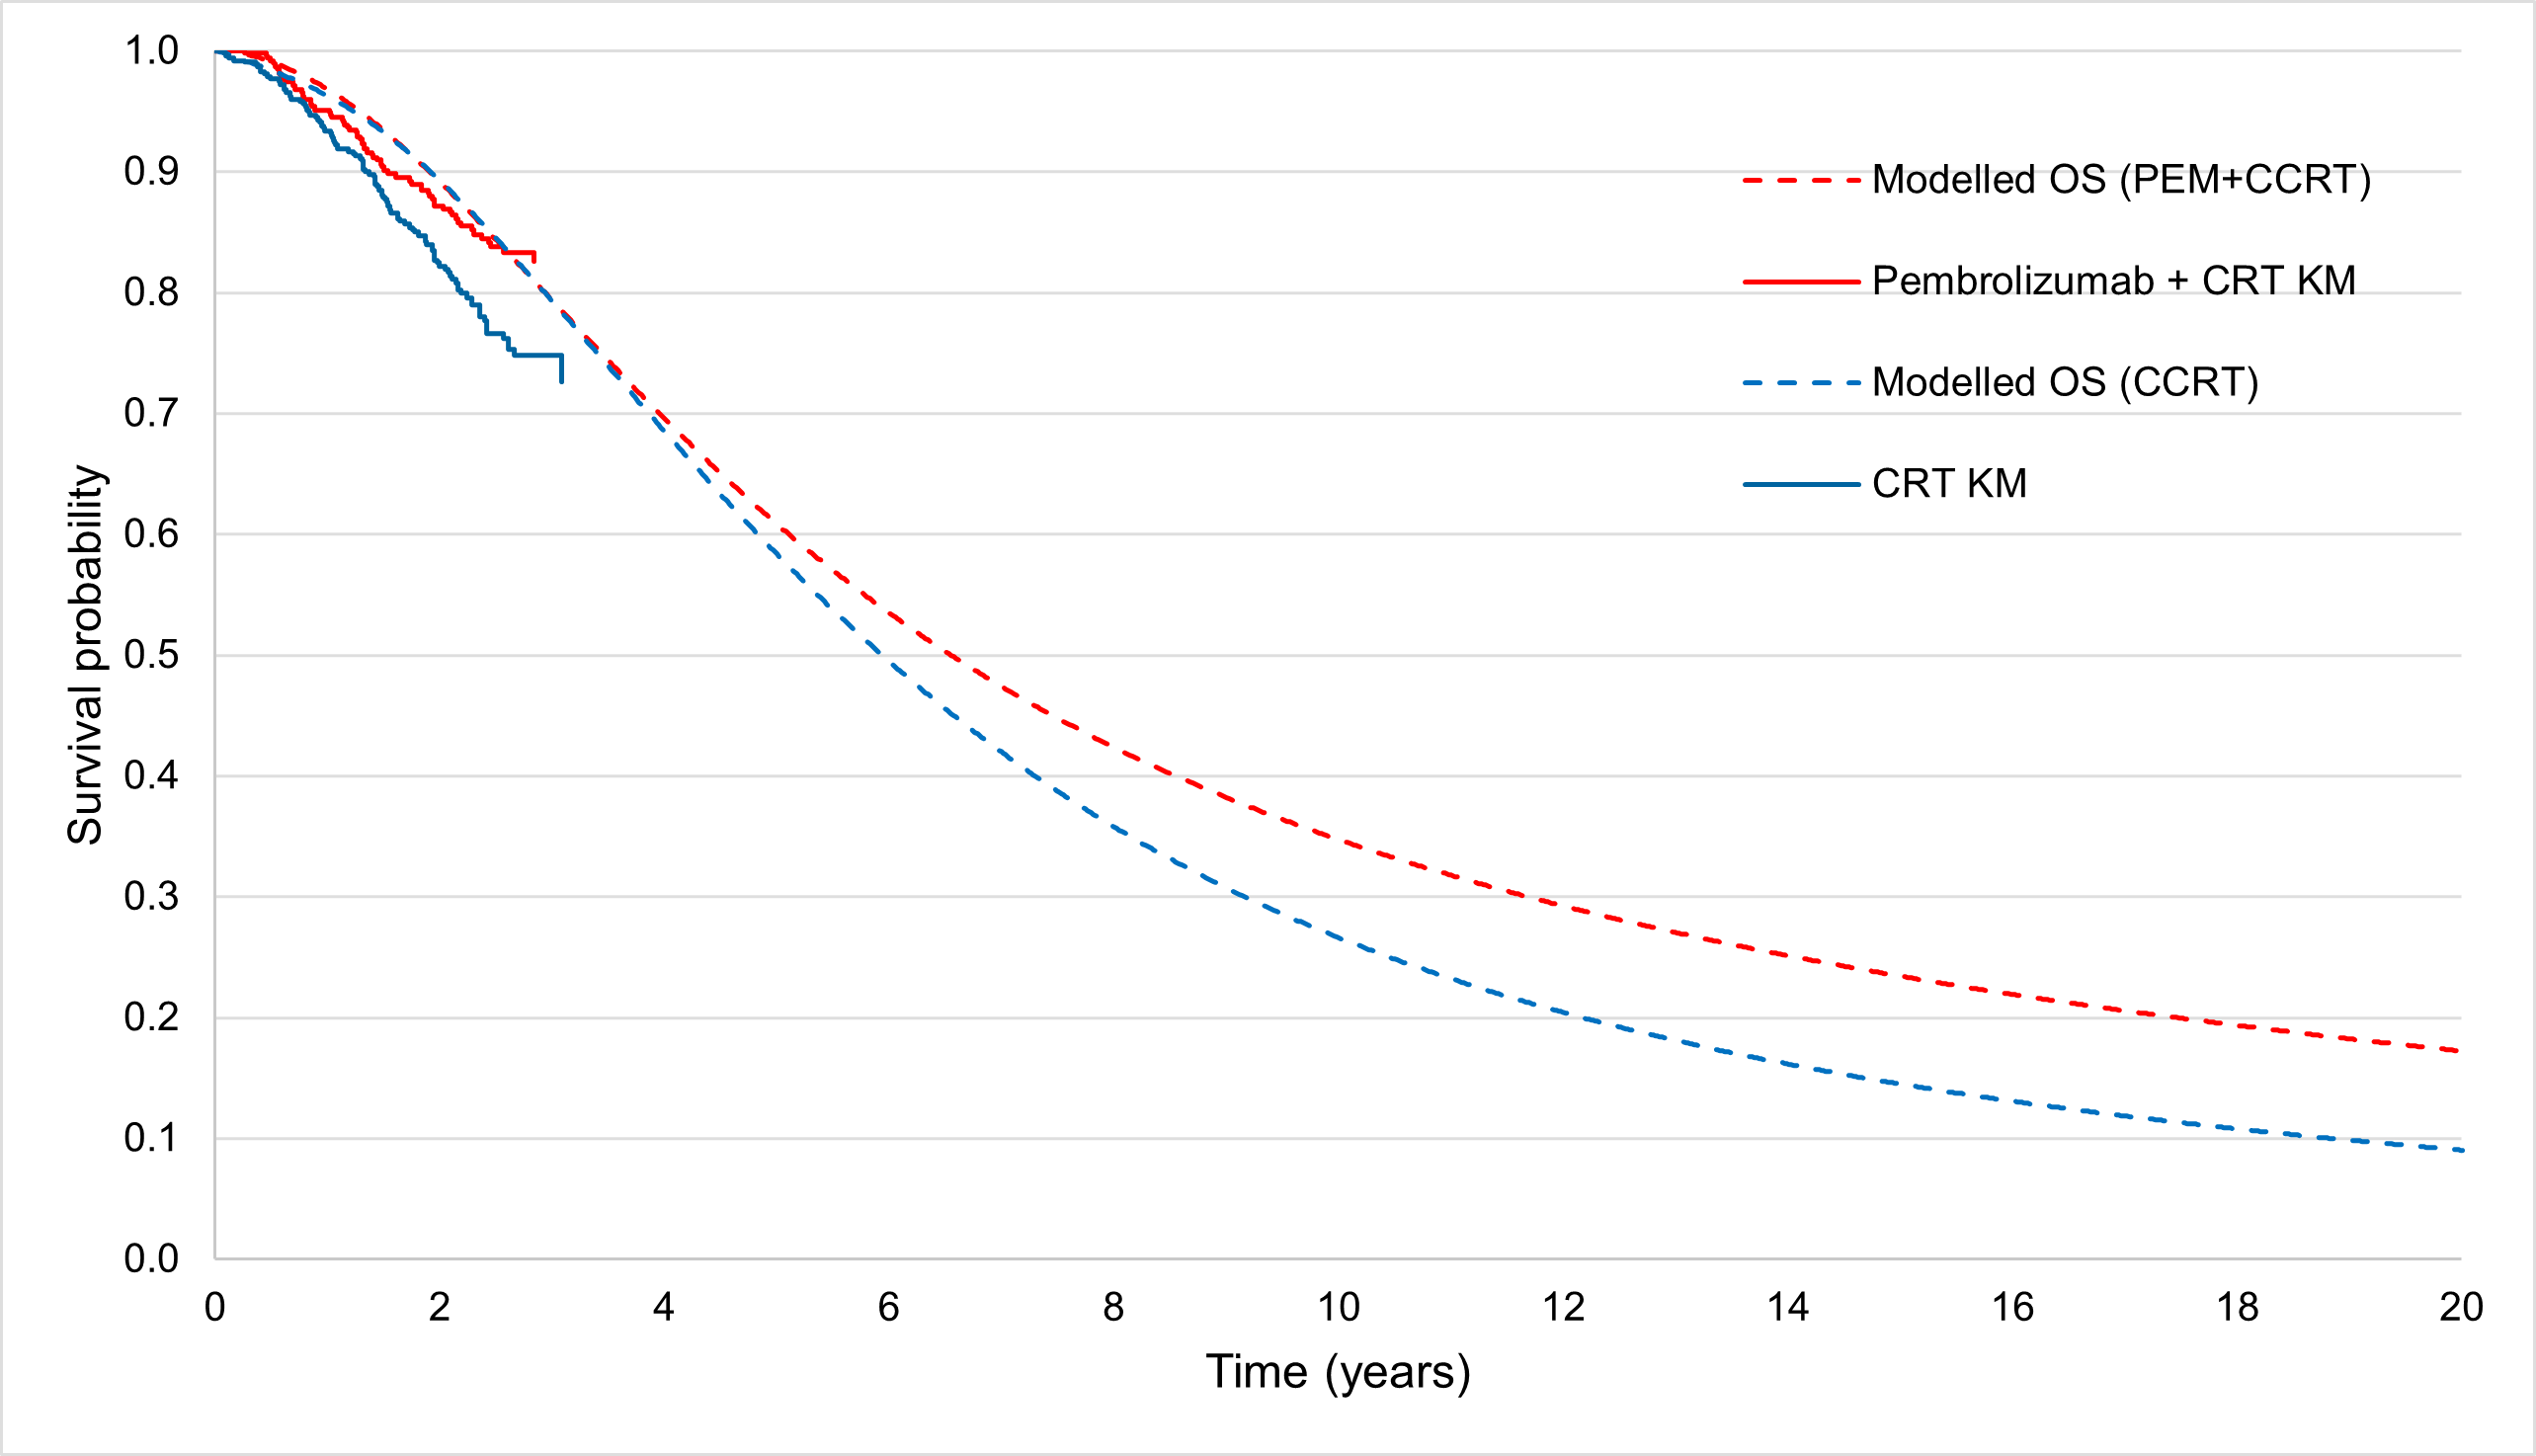 1.0
0.9
0.8
0.7
0.6
0.5
0.4
0.3
0.2
0.1
0.0
Survival probability
Modelled OS (PEM+CCRT)
Pembrolizumab + CRT KM
Modelled OS (CCRT)
CRT KM
0 2 4 6 8 10 12 14 16 18 20
Time (years)